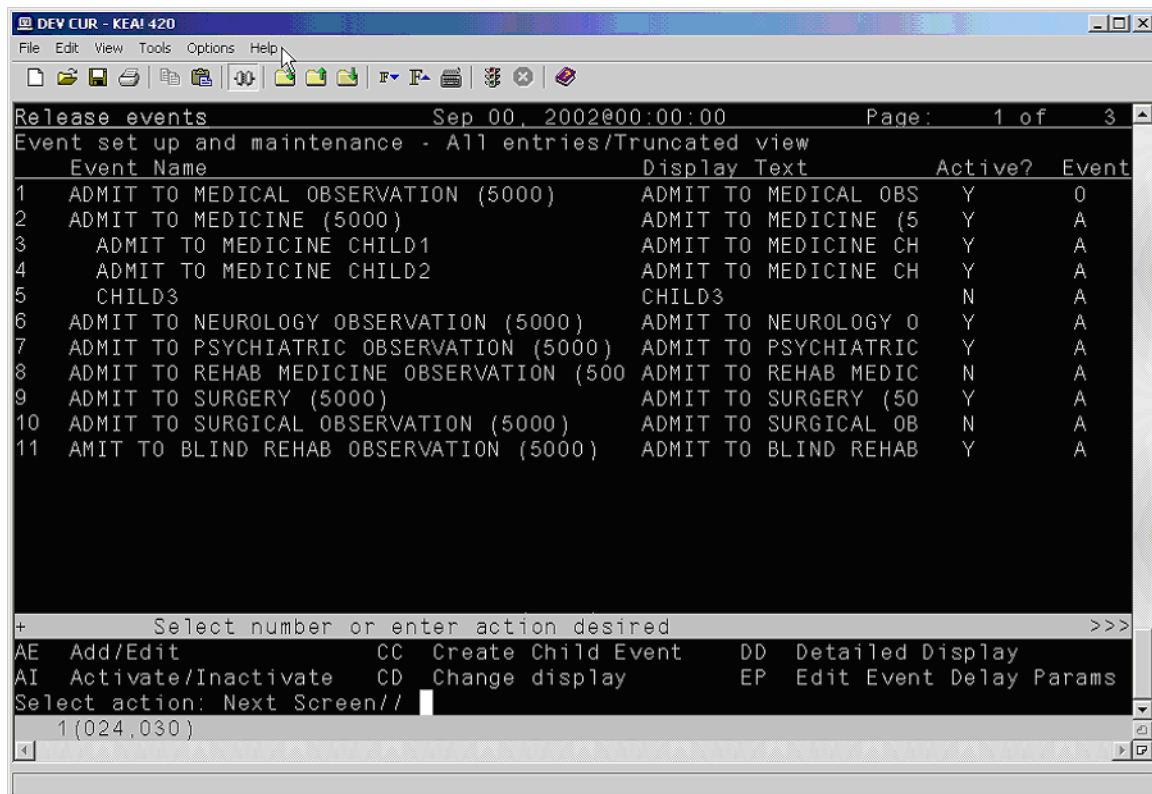 DEV CUR - KEA! 420
File Edit View Tools Options Help
Release events Sep 00, 2002@00:00:00 Page: 1 of 3
Event set up and maintenance - All entries/Truncated view
Event Name Display Text Active? Event
1 ADMIT TO MEDICAL OBSERVATION (5000) ADMIT TO MEDICAL OBS Y O
2 ADMIT TO MEDICINE (5000) ADMIT TO MEDICINE (5 Y A
3 ADMIT TO MEDICINE CHILD1 ADMIT TO MEDICINE CH Y A
4 ADMIT TO MEDICINE CHILD2 ADMIT TO MEDICINE CH Y A
5 CHILD3 CHILD3 N A
6 ADMIT TO NEUROLOGY OBSERVATION (5000) ADMIT TO NEUROLOGY O Y A
7 ADMIT TO PSYCHIATRIC OBSERVATION (5000) ADMIT TO PSYCHIATRIC Y A
8 ADMIT TO REHAB MEDICINE OBSERVATION (500 ADMIT TO REHAB MEDIC N A
9 ADMIT TO SURGERY (5000) ADMIT TO SURGERY (50 Y A
10 ADMIT TO SURGICAL OBSERVATION (5000) ADMIT TO SURGICAL OB N A
11 AMIT TO BLIND REHAB OBSERVATION (5000) ADMIT TO BLIND REHAB Y A
+ Select number or enter action desired >>>
AE Add/Edit CC Create Child Event DD Detailed Display
AI Activate/Inactivate CD Change display EP Edit Event Delay Params
Select action: Next Screen//
1(024,030)